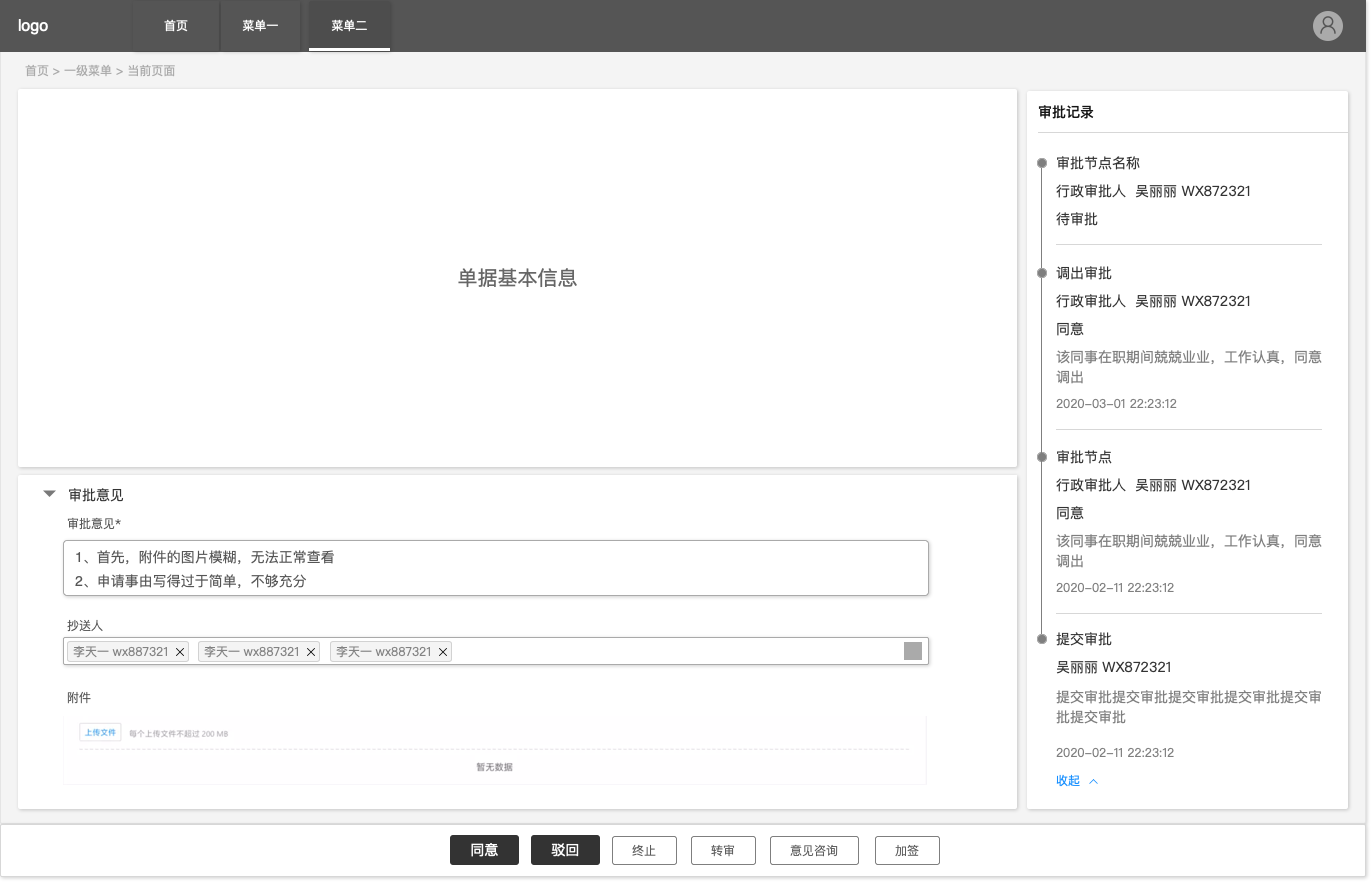 logo
首页
菜单一
菜单二
首页 > 一级菜单 > 当前页面
单据基本信息
审批意见
审批意见*
1、首先，附件的图片模糊，无法正常查看
2、申请事由写得过于简单，不够充分
抄送人
李天一 wx887321 × 李天一 wx887321 × 李天一 wx887321 ×
附件
上传文件 每个上传文件不超过 200 MB
暂无数据
审批记录
审批节点名称
行政审批人 吴丽丽 WX872321
待审批
调出审批
行政审批人 吴丽丽 WX872321
同意
该同事在职期间兢兢业业，工作认真，同意
调出
2020-03-01 22:23:12
审批节点
行政审批人 吴丽丽 WX872321
同意
该同事在职期间兢兢业业，工作认真，同意
调出
2020-02-11 22:23:12
提交审批
吴丽丽 WX872321
提交审批提交审批提交审批提交审批提交审
批提交审批
2020-02-11 22:23:12
收起
同意
驳回
终止
转审
意见咨询
加签